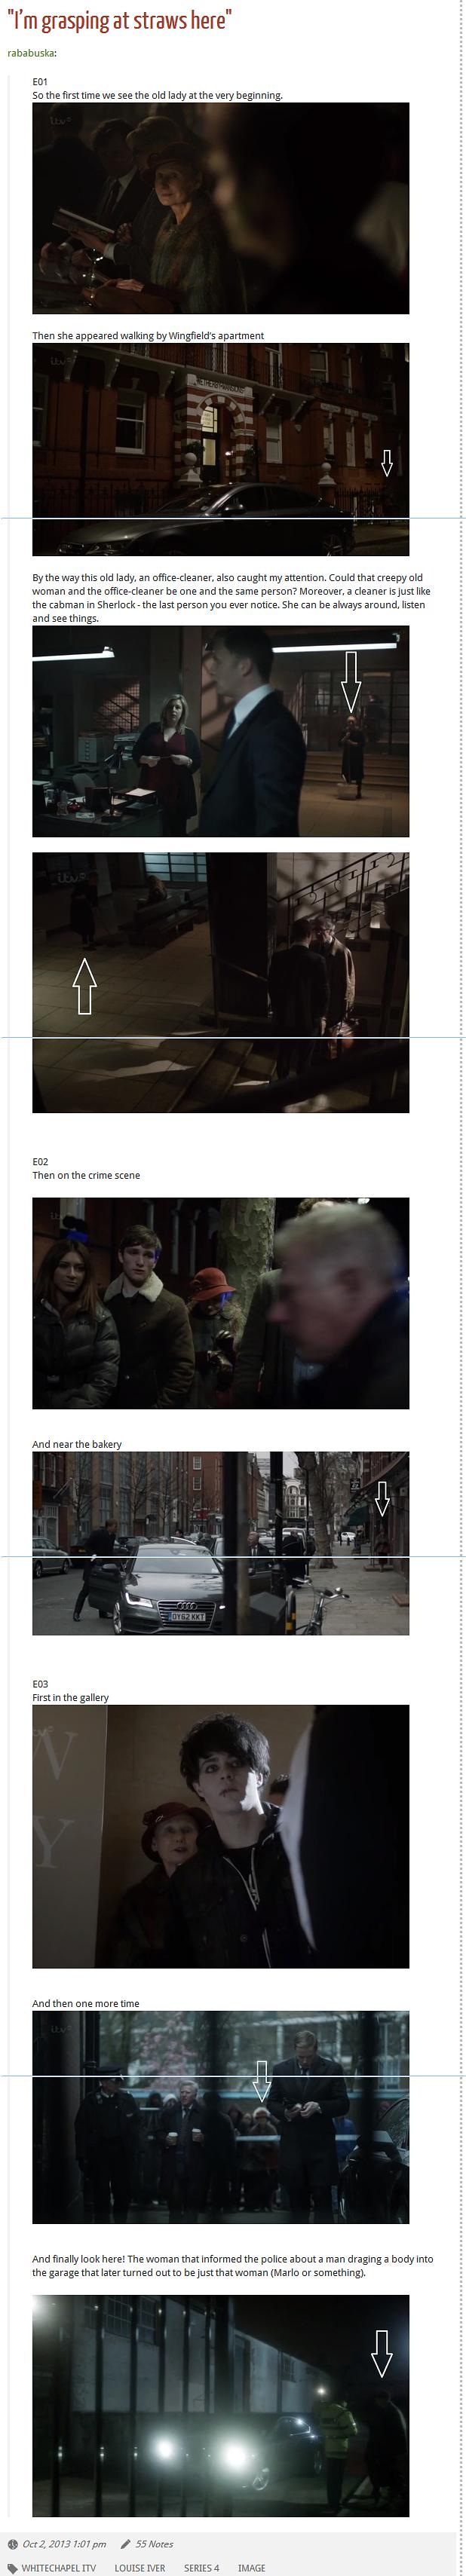 "I'm grasping at straws here"
rababuska:
E01
So the first time we see the old lady at the very beginning.
itv
Then she appeared walking by Wingfield's apartment
itv
By the way this old lady, an office-cleaner, also caught my attention. Could that creepy old
woman and the office-cleaner be one and the same person? Moreover, a cleaner is just like
the cabman in Sherlock - the last person you ever notice. She can be always around, listen
and see things.
itv
E02
Then on the crime scene
And near the bakery
OY62 KKT
E03
First in the gallery
W
Y
And then one more time
itv
And finally look here! The woman that informed the police about a man draging a body into
the garage that later turned out to be just that woman (Marlo or something).
Oct 2, 2013 1:01 pm 55 Notes
WHITECHAPEL ITV LOUISE IVER SERIES 4 IMAGE